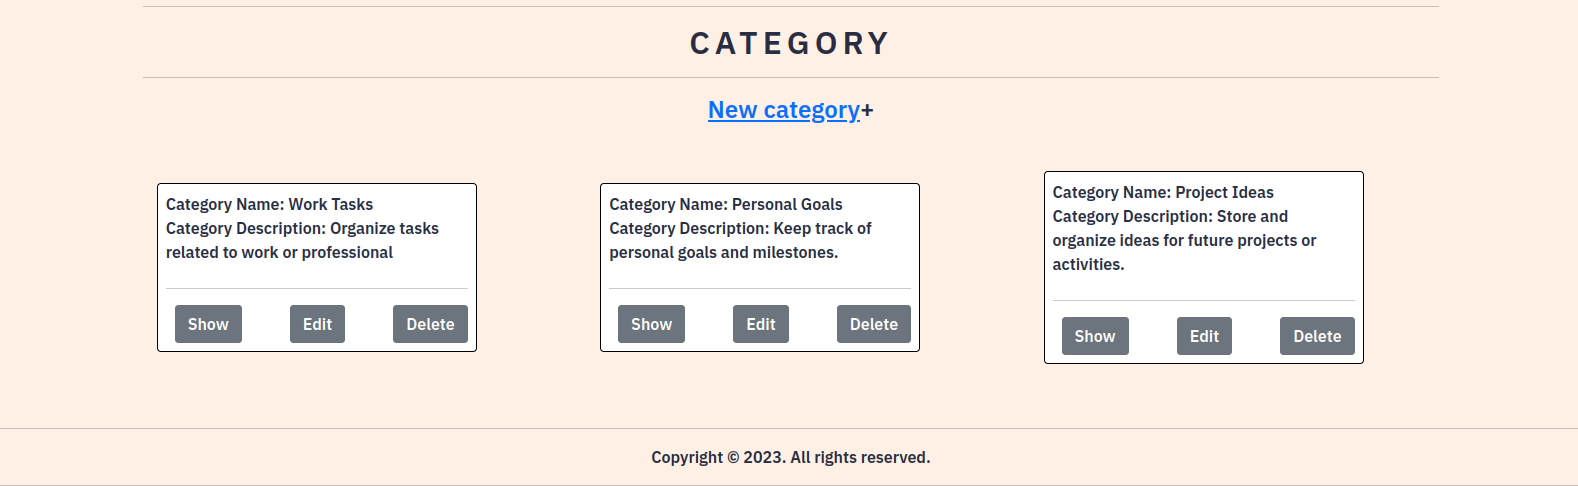 CATEGORY
New category+
Category Name: Work Tasks
Category Description: Organize tasks
related to work or professional
Show Edit Delete
Category Name: Personal Goals
Category Description: Keep track of
personal goals and milestones.
Show Edit Delete
Category Name: Project Ideas
Category Description: Store and
organize ideas for future projects or
activities.
Show Edit Delete
Copyright © 2023. All rights reserved.